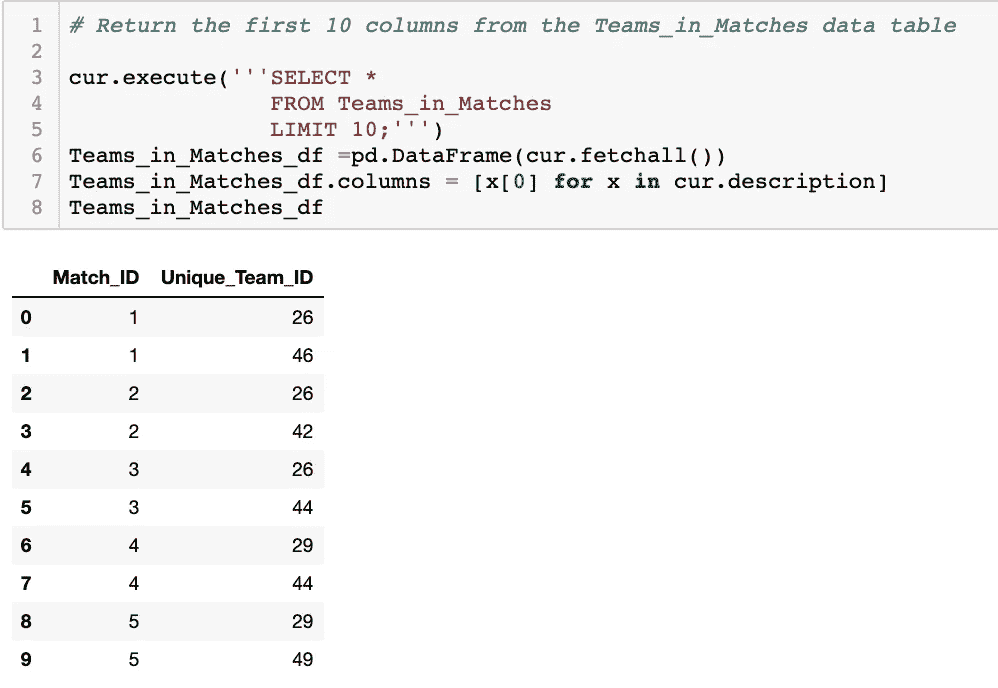 1 # Return the first 10 columns from the Teams_in_Matches data table
2
3 cur.execute('''SELECT *
4 FROM Teams_in_Matches
5 LIMIT 10;''')
6 Teams_in_Matches_df =pd.DataFrame(cur.fetchall())
7 Teams_in_Matches_df.columns = [x[0] for x in cur.description]
8 Teams_in_Matches_df
Match_ID Unique_Team_ID
0 1 26
1 1 46
2 2 26
3 2 42
4 3 26
5 3 44
6 4 29
7 4 44
8 5 29
9 5 49